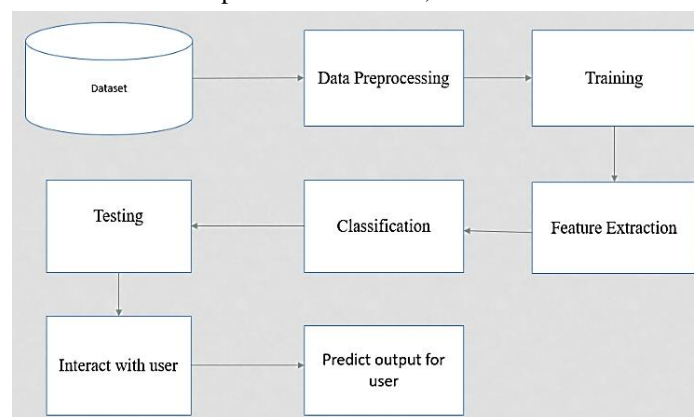 Dataset
Data Preprocessing
Training
Feature Extraction
Classification
Testing
Interact with user
Predict output for
user